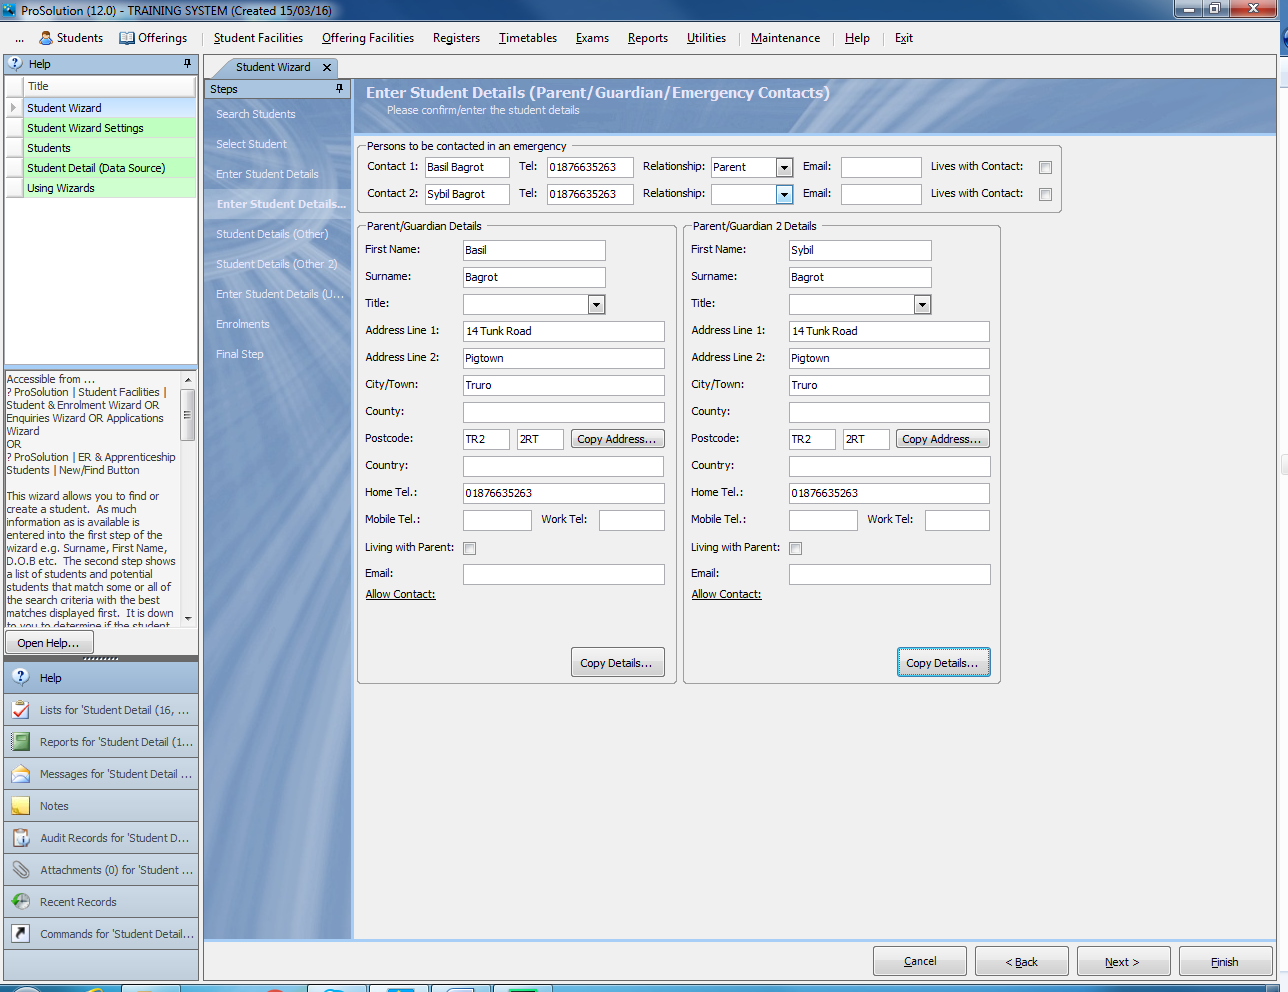 ProSolution (12.0) - TRAINING SYSTEM (Created 15/03/16)
... Students Offerings Student Facilities Offering Facilities Registers Timetables Exams Reports Utilities Maintenance Help Exit
Help
Title
Student Wizard
Student Wizard Settings
Students
Student Detail (Data Source)
Using Wizards
Accessible from ...
? ProSolution | Student Facilities |
Student & Enrolment Wizard OR
Enquiries Wizard OR Applications
Wizard
OR
? ProSolution | ER & Apprenticeship
Students | New/Find Button
This wizard allows you to find or
create a student.  As much
information as is available is
entered into the first step of the
wizard e.g. Surname, First Name,
D.O.B etc.  The second step shows
a list of students and potential
students that match some or all of
the search criteria with the best
matches displayed first.  It is down
to you to determine if the student
Open Help...
Help
Lists for 'Student Detail (16, ...
Reports for 'Student Detail (1...
Messages for 'Student Detail ...
Notes
Audit Records for 'Student D...
Attachments (0) for 'Student ...
Recent Records
Commands for 'Student Detail...
Student Wizard
Steps
Search Students
Select Student
Enter Student Details
Enter Student Details...
Student Details (Other)
Student Details (Other 2)
Enter Student Details (U...
Enrolments
Final Step
Enter Student Details (Parent/Guardian/Emergency Contacts)
Please confirm/enter the student details
Persons to be contacted in an emergency
Contact 1: Basil Bagrot Tel: 01876635263 Relationship: Parent Email: Lives with Contact:
Contact 2: Sybil Bagrot Tel: 01876635263 Relationship: Email: Lives with Contact:
Parent/Guardian Details
First Name: Basil
Surname: Bagrot
Title:
Address Line 1: 14 Tunk Road
Address Line 2: Pigtown
City/Town: Truro
County:
Postcode: TR2 2RT Copy Address...
Country:
Home Tel.: 01876635263
Mobile Tel.: Work Tel:
Living with Parent:
Email:
Allow Contact:
Copy Details...
Parent/Guardian 2 Details
First Name: Sybil
Surname: Bagrot
Title:
Address Line 1: 14 Tunk Road
Address Line 2: Pigtown
City/Town: Truro
County:
Postcode: TR2 2RT Copy Address...
Country:
Home Tel.: 01876635263
Mobile Tel.: Work Tel:
Living with Parent:
Email:
Allow Contact:
Copy Details...
Cancel < Back Next > Finish